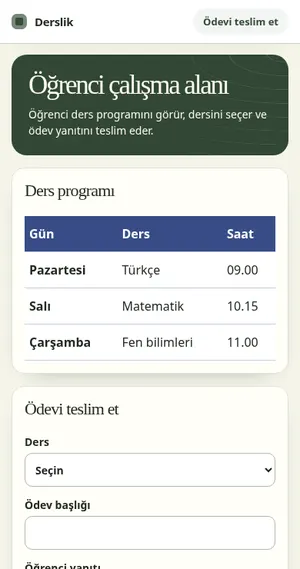 Derslik
Ödevi teslim et
Öğrenci çalışma alanı
Öğrenci ders programını görür, dersini seçer ve
ödev yanıtını teslim eder.
Ders programı
Gün Ders Saat
Pazartesi Türkçe 09.00
Salı Matematik 10.15
Çarşamba Fen bilimleri 11.00
Ödevi teslim et
Ders
Seçin
Ödev başlığı
Öğrenci yanıtı